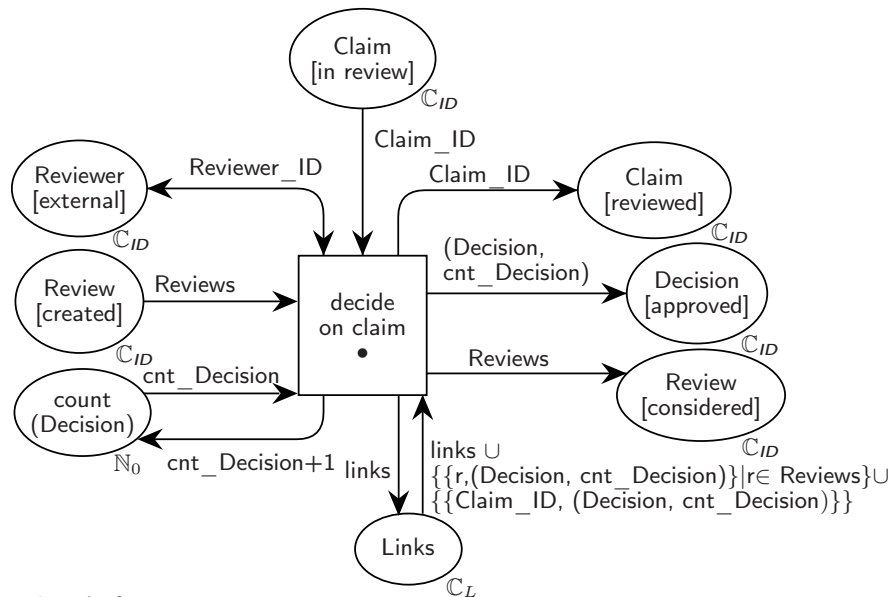 Claim
[in review]
ℂ_ID
Claim_ID
Reviewer
[external]
ℂ_ID
Reviewer_ID
Claim_ID
Claim
[reviewed]
ℂ_ID
Review
[created]
ℂ_ID
Reviews
decide
on claim
•
(Decision,
cnt_Decision)
Decision
[approved]
ℂ_ID
count
(Decision)
ℕ₀
cnt_Decision
cnt_Decision+1
Reviews
Review
[considered]
ℂ_ID
links
links ∪
{{r,(Decision, cnt_Decision)}|r∈ Reviews}∪
{{Claim_ID, (Decision, cnt_Decision)}}
Links
ℂ_L